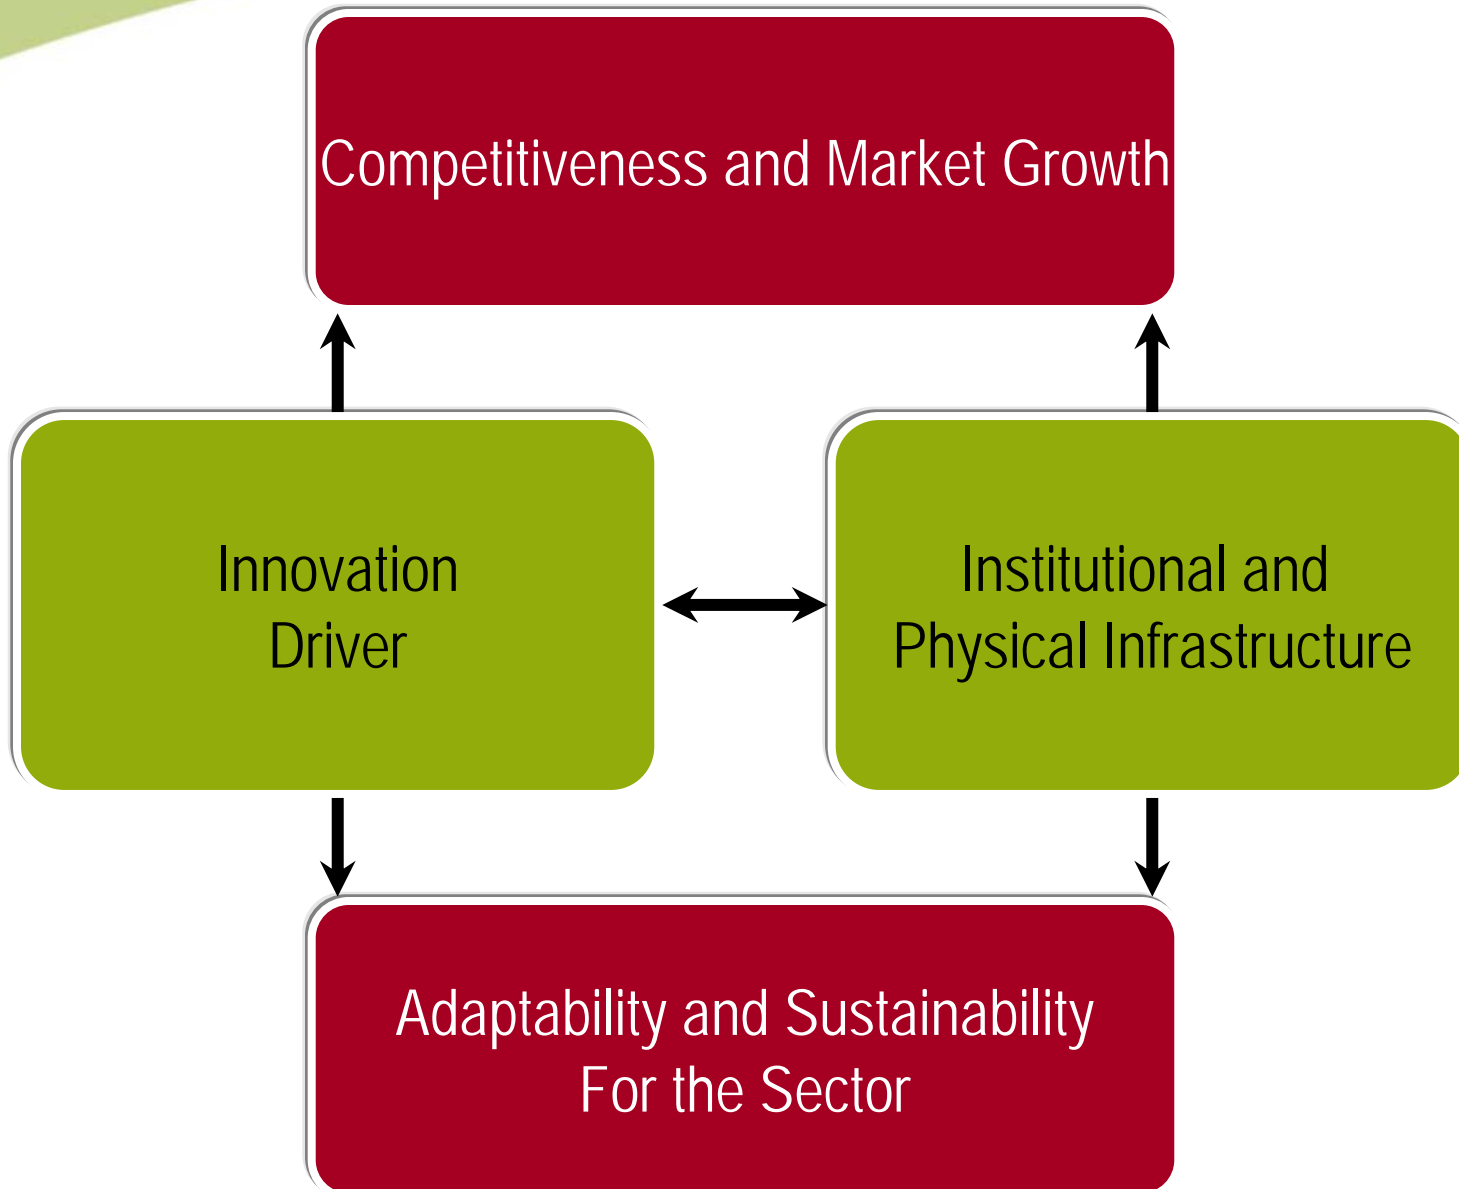 Competitiveness and Market Growth
Innovation
Driver
Institutional and
Physical Infrastructure
Adaptability and Sustainability
For the Sector